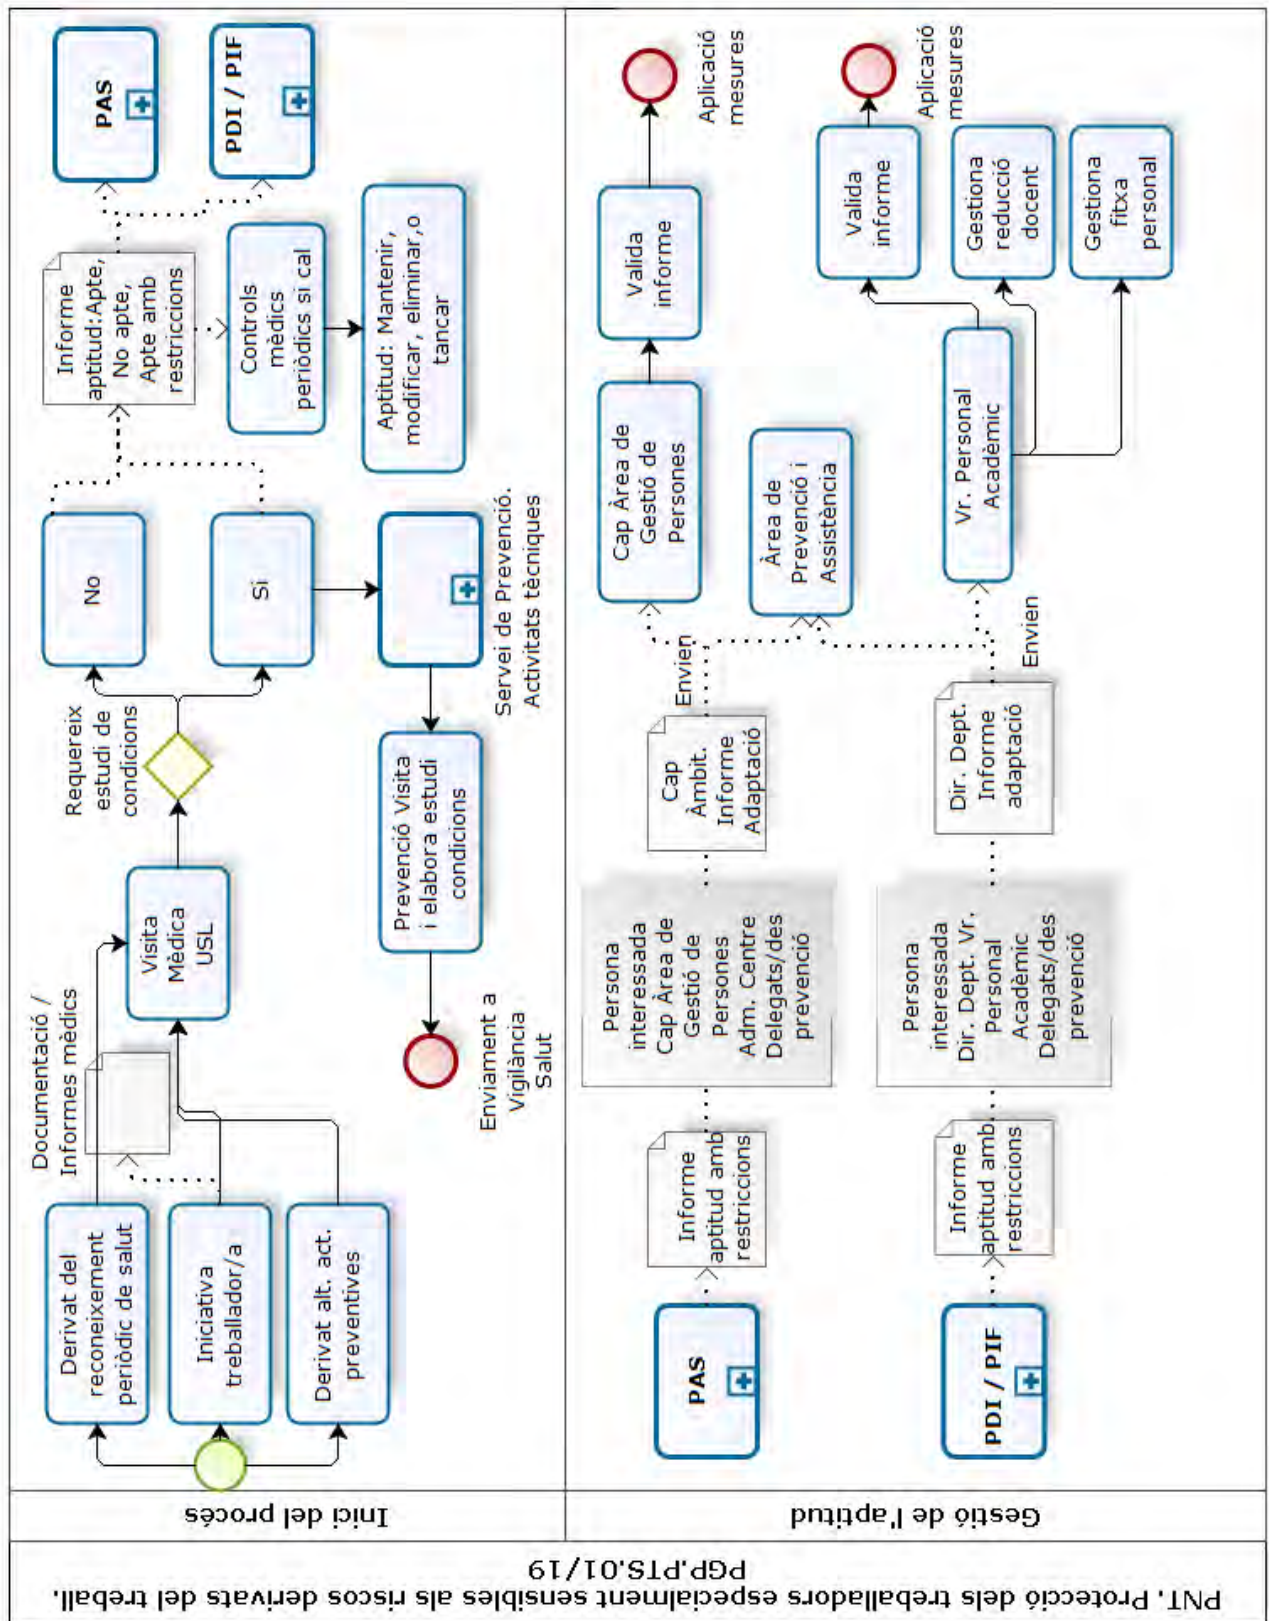 PNT. Protecció dels treballadors especialment sensibles als riscos derivats del treball.
PGP.PTS.01/19
Inici del procés
Derivat del
reconeixement
periòdic de salut
Iniciativa
treballador/a
Derivat alt. act.
preventives
Documentació /
Informes mèdics
Visita
Mèdica
USL
Requereix
estudi de
condicions
No
Si
Informe
aptitud:Apte,
No apte,
Apte amb
restriccions
PAS
PDI / PIF
Controls
mèdics
periòdics si cal
Aptitud: Mantenir,
modificar, eliminar,o
tancar
Servei de Prevenció.
Activitats tècniques
Prevenció Visita
i elabora estudi
condicions
Enviament a
Vigilància
Salut
Gestió de l'aptitud
PAS
Informe
aptitud amb
restriccions
Persona
interessada
Cap Àrea de
Gestió de
Persones
Adm. Centre
Delegats/des
prevenció
Cap
Àmbit.
Informe
Adaptació
Envien
Cap Àrea de
Gestió de
Persones
Valida
informe
Aplicació
mesures
Àrea de
Prevenció i
Assistència
PDI / PIF
Informe
aptitud amb
restriccions
Persona
interessada
Dir. Dept. Vr.
Personal
Acadèmic
Delegats/des
prevenció
Dir. Dept.
Informe
adaptació
Envien
Vr. Personal
Acadèmic
Valida
informe
Aplicació
mesures
Gestiona
reducció
docent
Gestiona
fitxa
personal